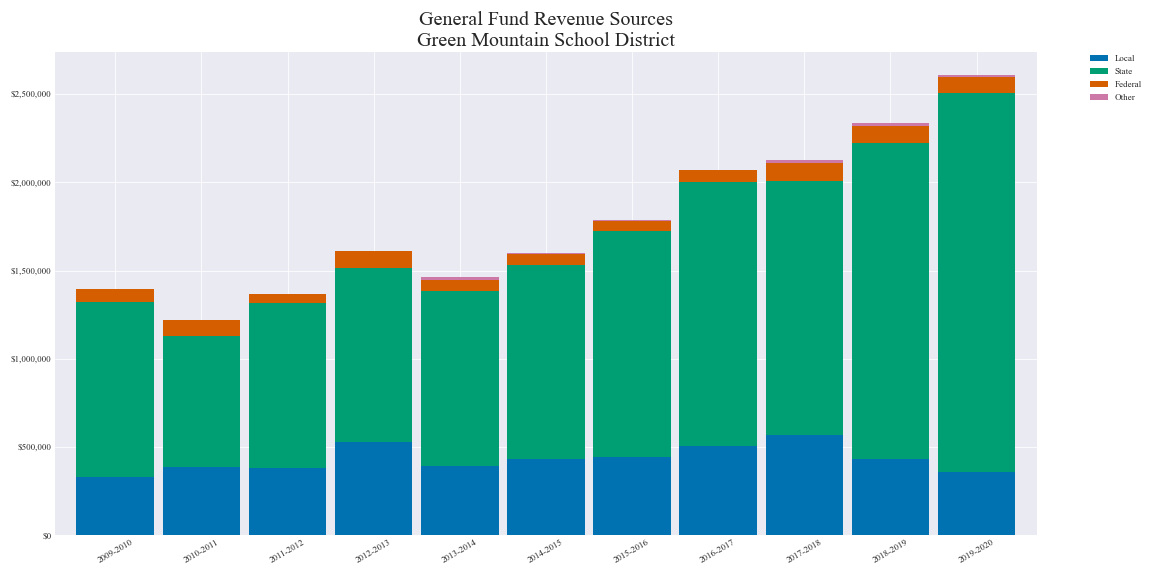 General Fund Revenue Sources
Green Mountain School District
Local
State
Federal
Other
$2,500,000
$2,000,000
$1,500,000
$1,000,000
$500,000
$0
2009-2010
2010-2011
2011-2012
2012-2013
2013-2014
2014-2015
2015-2016
2016-2017
2017-2018
2018-2019
2019-2020